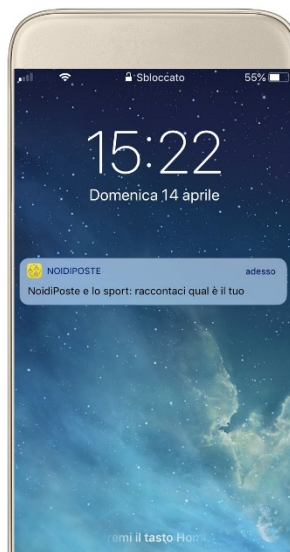 Sbloccato 55%
15:22
Domenica 14 aprile
NOIDIPOSTE adesso
NoidiPoste e lo sport: raccontaci qual è il tuo
remi il tasto Hom